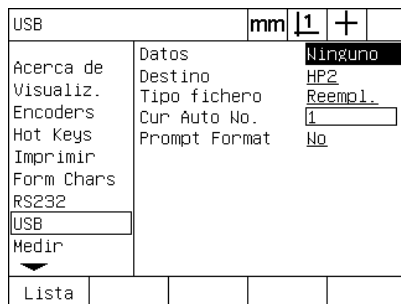 USB mm 1
Acerca de
Visualiz.
Encoders
Hot Keys
Imprimir
Form Chars
RS232
USB
Medir
Datos Ninguno
Destino HP2
Tipo fichero Reempl.
Cur Auto No. 1
Prompt Format No
Lista